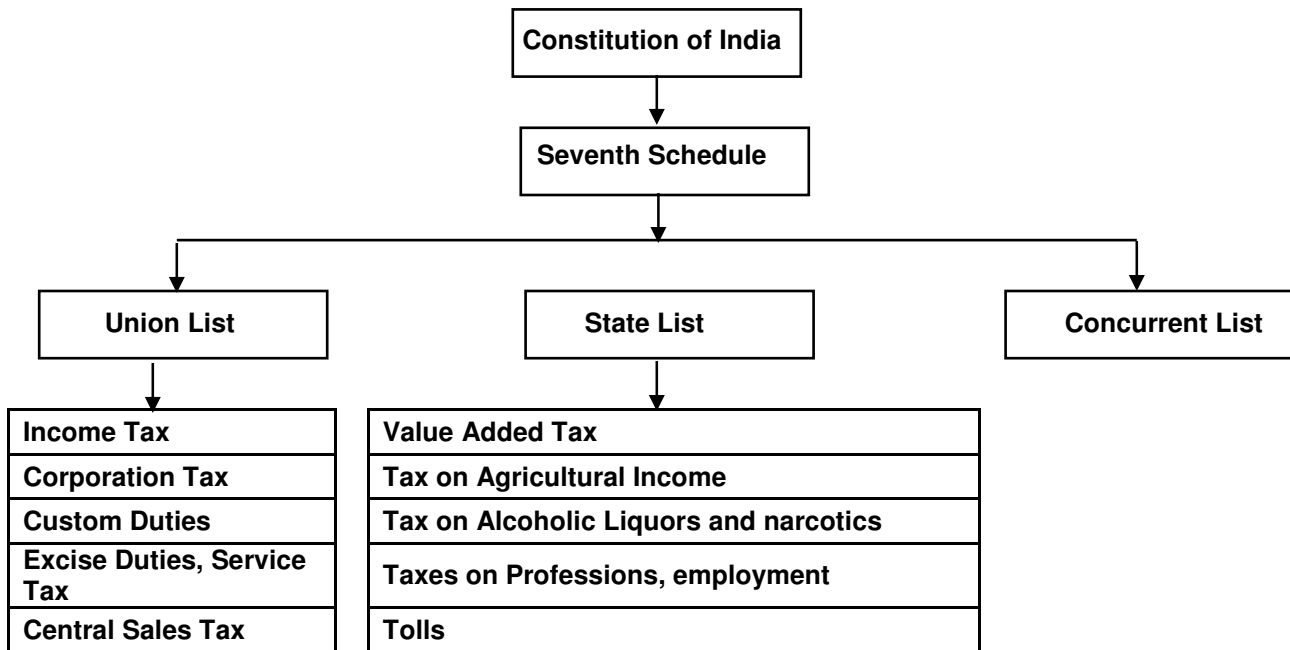 Constitution of India
Seventh Schedule
Union List
State List
Concurrent List
Income Tax
Corporation Tax
Custom Duties
Excise Duties, Service
Tax
Central Sales Tax
Value Added Tax
Tax on Agricultural Income
Tax on Alcoholic Liquors and narcotics
Taxes on Professions, employment
Tolls